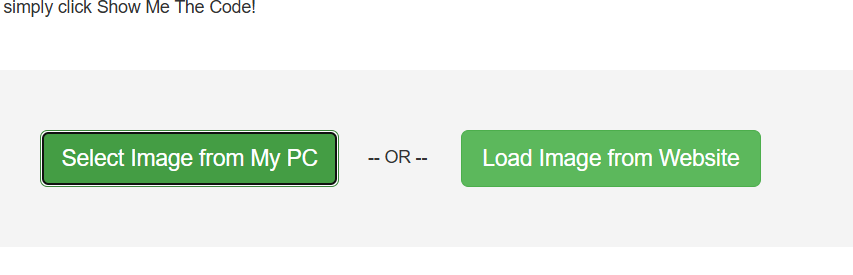 simply click Show Me The Code!
Select Image from My PC -- OR -- Load Image from Website